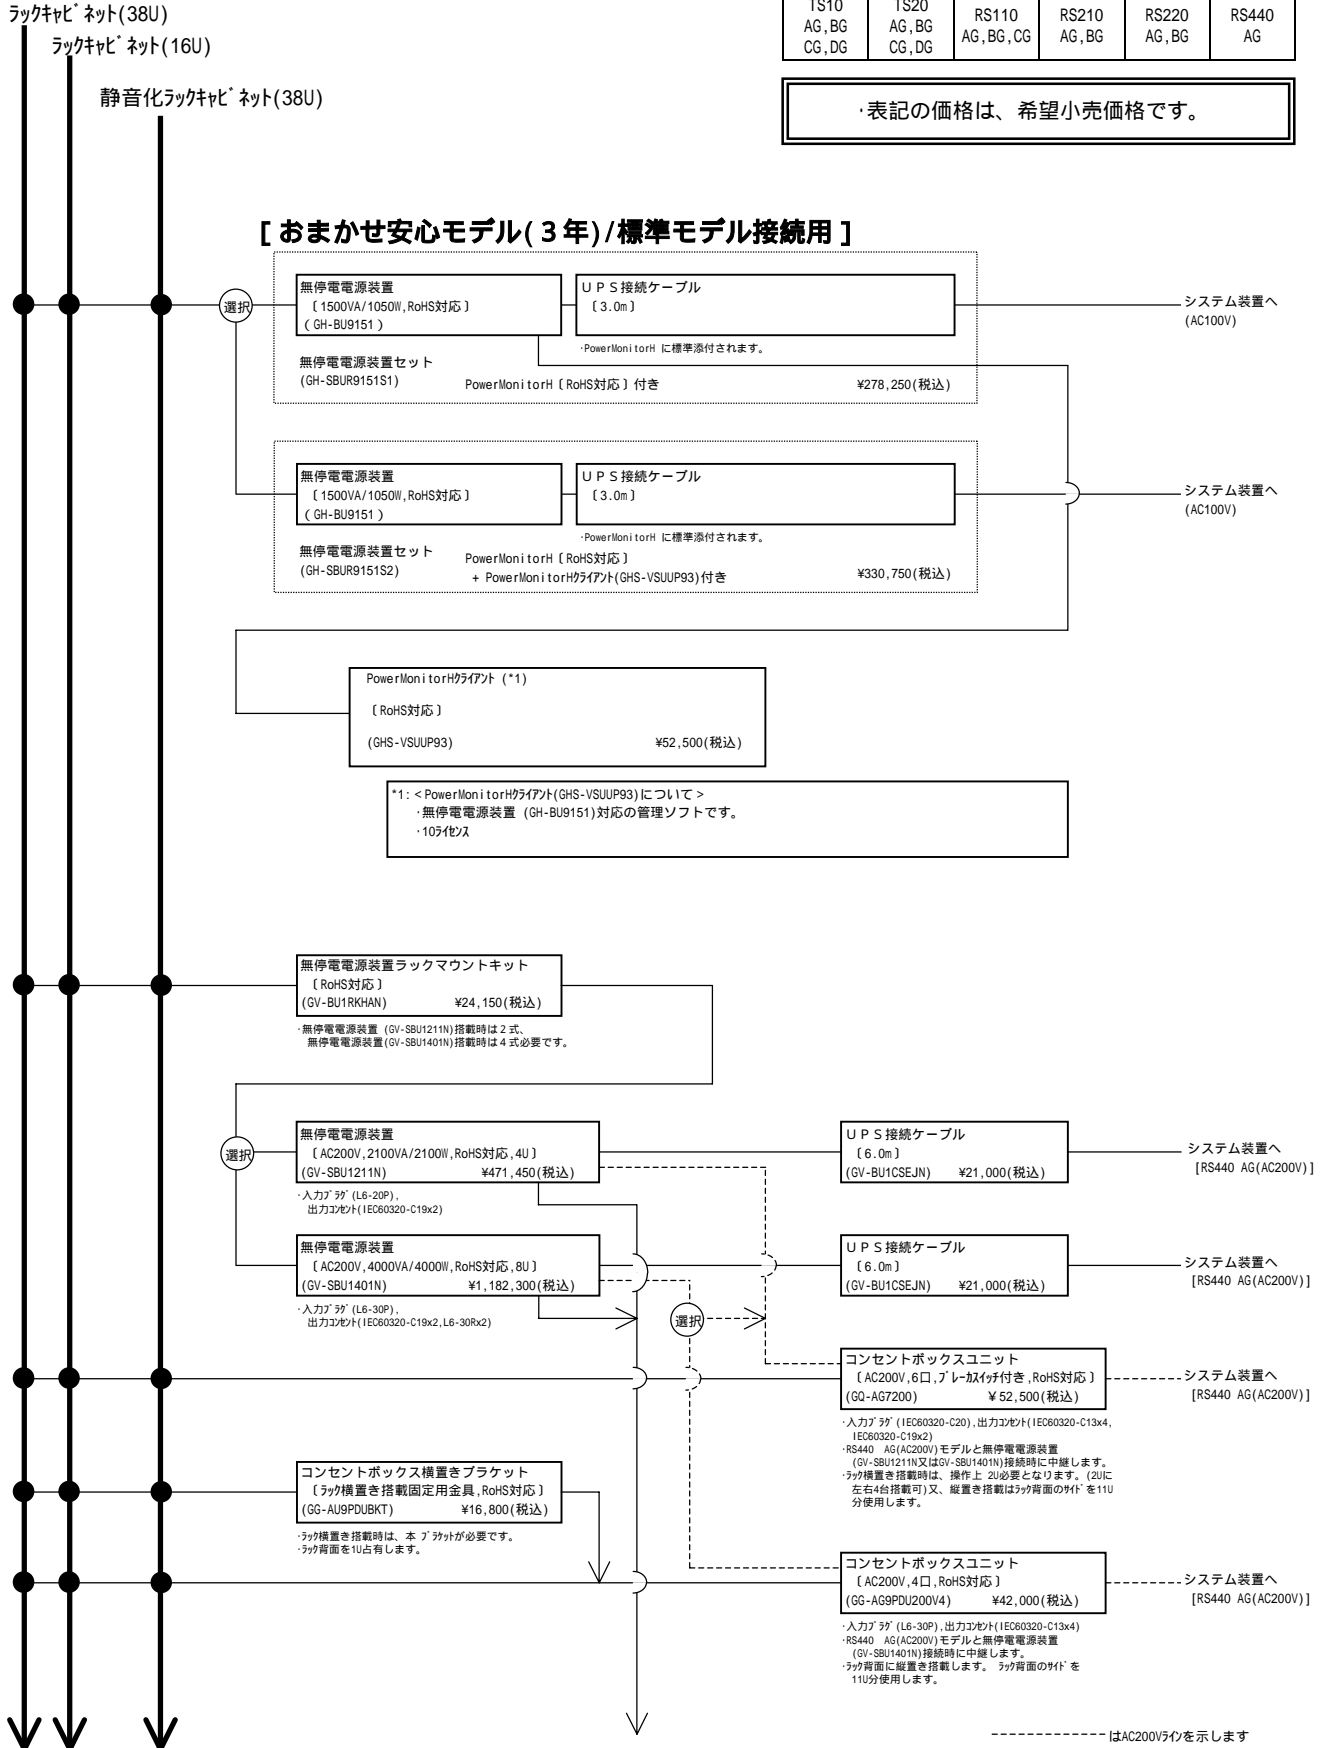 ラックキャビネット(38U)
ラックキャビネット(16U)
静音化ラックキャビネット(38U)
TS10
AG,BG
CG,DG
TS20
AG,BG
CG,DG
RS110
AG,BG,CG
RS210
AG,BG
RS220
AG,BG
RS440
AG
・表記の価格は、希望小売価格です。
[ おまかせ安心モデル(３年)/標準モデル接続用 ]
選択
無停電電源装置
〔1500VA/1050W,RoHS対応〕
(GH-BU9151)
ＵＰＳ接続ケーブル
〔3.0m〕
システム装置へ
(AC100V)
・PowerMonitorH に標準添付されます。
無停電電源装置セット
(GH-SBUR9151S1)
PowerMonitorH〔RoHS対応〕付き
¥278,250(税込)
無停電電源装置
〔1500VA/1050W,RoHS対応〕
(GH-BU9151)
ＵＰＳ接続ケーブル
〔3.0m〕
システム装置へ
(AC100V)
・PowerMonitorH に標準添付されます。
無停電電源装置セット
(GH-SBUR9151S2)
PowerMonitorH〔RoHS対応〕
+ PowerMonitorHクライアント(GHS-VSUUP93)付き
¥330,750(税込)
PowerMonitorHクライアント (*1)
〔RoHS対応〕
(GHS-VSUUP93) ¥52,500(税込)
*1:＜PowerMonitorHクライアント(GHS-VSUUP93)について＞
・無停電電源装置 (GH-BU9151)対応の管理ソフトです。
・10ライセンス
無停電電源装置ラックマウントキット
〔RoHS対応〕
(GV-BU1RKHAN) ¥24,150(税込)
・無停電電源装置 (GV-SBU1211N)搭載時は２式、
無停電電源装置(GV-SBU1401N)搭載時は４式必要です。
選択
無停電電源装置
〔AC200V,2100VA/2100W,RoHS対応,4U〕
(GV-SBU1211N) ¥471,450(税込)
・入力プラグ(L6-20P),
出力コンセント(IEC60320-C19x2)
ＵＰＳ接続ケーブル
〔6.0m〕
(GV-BU1CSEJN) ¥21,000(税込)
システム装置へ
[RS440 AG(AC200V)]
無停電電源装置
〔AC200V,4000VA/4000W,RoHS対応,8U〕
(GV-SBU1401N) ¥1,182,300(税込)
・入力プラグ(L6-30P),
出力コンセント(IEC60320-C19x2,L6-30Rx2)
ＵＰＳ接続ケーブル
〔6.0m〕
(GV-BU1CSEJN) ¥21,000(税込)
システム装置へ
[RS440 AG(AC200V)]
選択
コンセントボックスユニット
〔AC200V,6口,ブレーカスイッチ付き,RoHS対応〕
(GQ-AG7200) ¥52,500(税込)
システム装置へ
[RS440 AG(AC200V)]
・入力プラグ(IEC60320-C20),出力コンセント(IEC60320-C13x4,
IEC60320-C19x2)
・RS440 AG(AC200V)モデルと無停電電源装置
(GV-SBU1211N又はGV-SBU1401N)接続時に中継します。
・ラック横置き搭載時は、操作上 2U必要となります。(2Uに
左右4台搭載可)又、縦置き搭載はラック背面のサイドを11U
分使用します。
コンセントボックス横置きブラケット
〔ラック横置き搭載固定用金具,RoHS対応〕
(GG-AU9PDUBKT) ¥16,800(税込)
・ラック横置き搭載時は、本 ブラケットが必要です。
・ラック背面を1U占有します。
コンセントボックスユニット
〔AC200V,4口,RoHS対応〕
(GG-AG9PDU200V4) ¥42,000(税込)
システム装置へ
[RS440 AG(AC200V)]
・入力プラグ(L6-30P),出力コンセント(IEC60320-C13x4)
・RS440 AG(AC200V)モデルと無停電電源装置
(GV-SBU1401N)接続時に中継します。
・ラック背面に縦置き搭載します。 ラック背面のサイドを
11U分使用します。
はAC200Vラインを示します